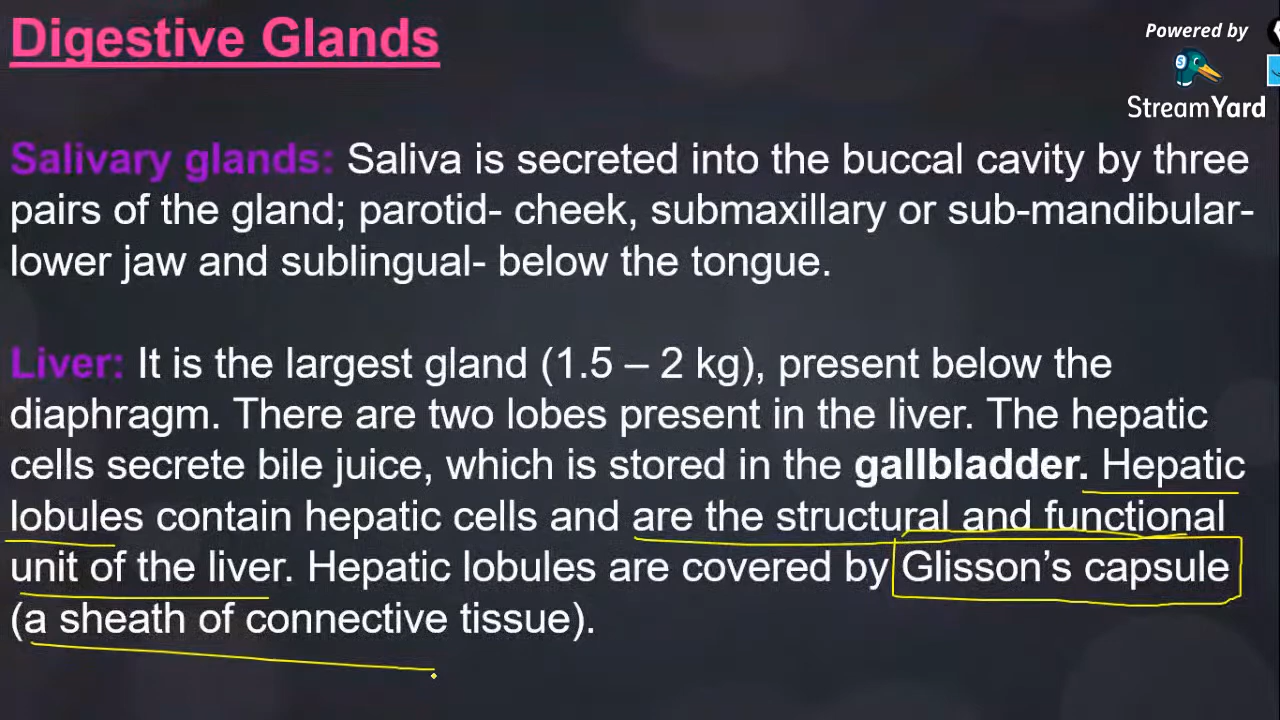 Digestive Glands
Powered by
StreamYard
Salivary glands: Saliva is secreted into the buccal cavity by three
pairs of the gland; parotid- cheek, submaxillary or sub-mandibular-
lower jaw and sublingual- below the tongue.
Liver: It is the largest gland (1.5 – 2 kg), present below the
diaphragm. There are two lobes present in the liver. The hepatic
cells secrete bile juice, which is stored in the gallbladder. Hepatic
lobules contain hepatic cells and are the structural and functional
unit of the liver. Hepatic lobules are covered by Glisson’s capsule
(a sheath of connective tissue).